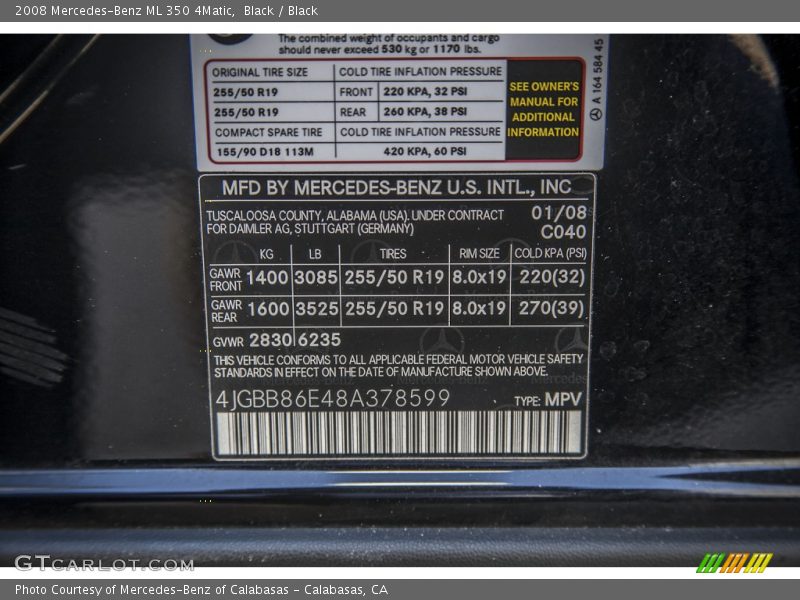 2008 Mercedes-Benz ML 350 4Matic, Black / Black
The combined weight of occupants and cargo
should never exceed 530 kg or 1170 lbs.
ORIGINAL TIRE SIZE COLD TIRE INFLATION PRESSURE
255/50 R19 FRONT 220 KPA, 32 PSI
255/50 R19 REAR 260 KPA, 38 PSI
COMPACT SPARE TIRE COLD TIRE INFLATION PRESSURE
155/90 D18 113M 420 KPA, 60 PSI
SEE OWNER'S
MANUAL FOR
ADDITIONAL
INFORMATION
A 164 584 45
MFD BY MERCEDES-BENZ U.S. INTL., INC
TUSCALOOSA COUNTY, ALABAMA (USA). UNDER CONTRACT 01/08
FOR DAIMLER AG, STUTTGART (GERMANY) C040
KG LB TIRES RIM SIZE COLD KPA (PSI)
GAWR FRONT 1400 3085 255/50 R19 8.0x19 220(32)
GAWR REAR 1600 3525 255/50 R19 8.0x19 270(39)
GVWR 2830 6235
THIS VEHICLE CONFORMS TO ALL APPLICABLE FEDERAL MOTOR VEHICLE SAFETY
STANDARDS IN EFFECT ON THE DATE OF MANUFACTURE SHOWN ABOVE.
4JGBB86E48A378599 TYPE: MPV
GTcarlot.com
Photo Courtesy of Mercedes-Benz of Calabasas - Calabasas, CA